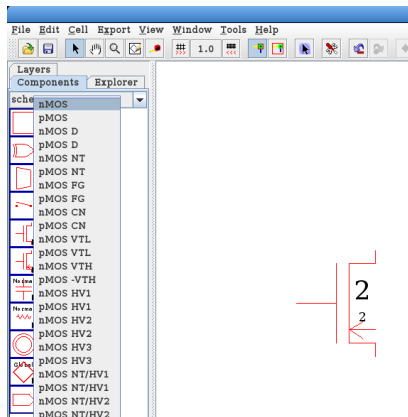 File Edit Cell Export View Window Tools Help
1.0
Layers
Components Explorer
sche
nMOS
pMOS
nMOS D
pMOS D
nMOS NT
pMOS NT
nMOS FG
pMOS FG
nMOS CN
pMOS CN
nMOS VTL
pMOS VTL
nMOS VTH
pMOS -VTH
nMOS HV1
pMOS HV1
nMOS HV2
pMOS HV2
nMOS HV3
pMOS HV3
nMOS NT/HV1
pMOS NT/HV1
nMOS NT/HV2
pMOS NT/HV2
2
2